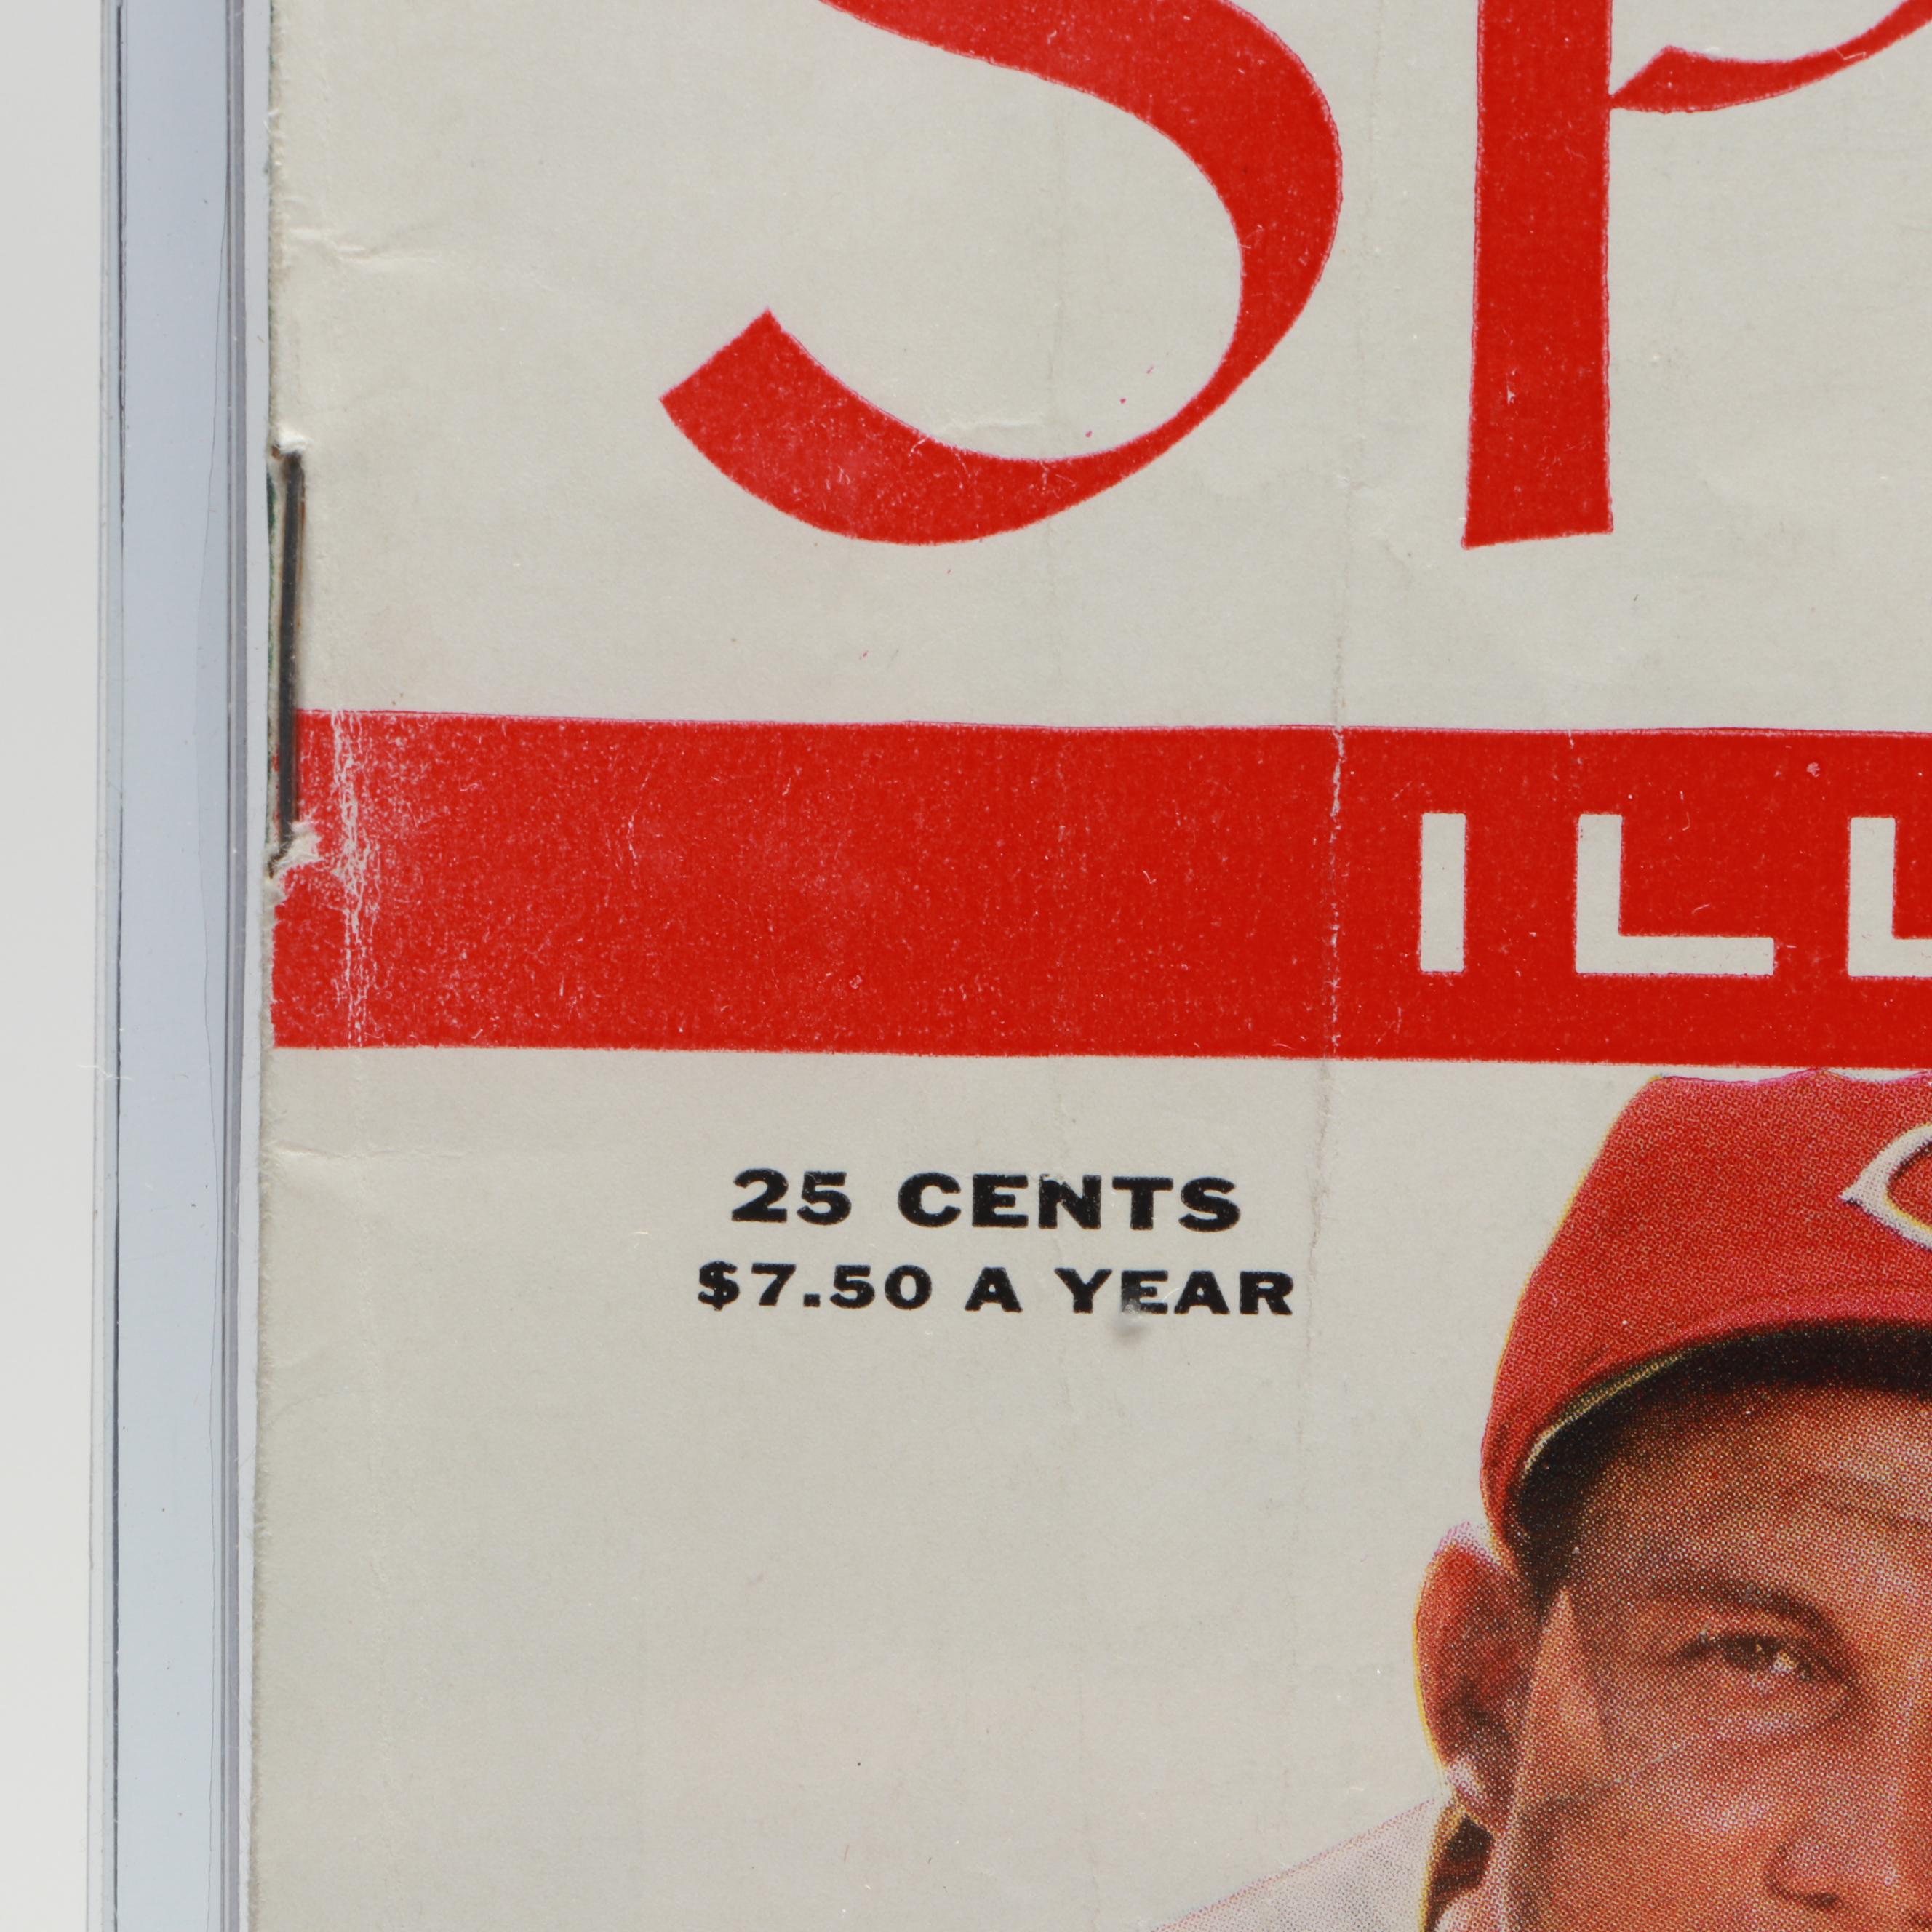 SP
ILL
25 CENTS
$7.50 A YEAR